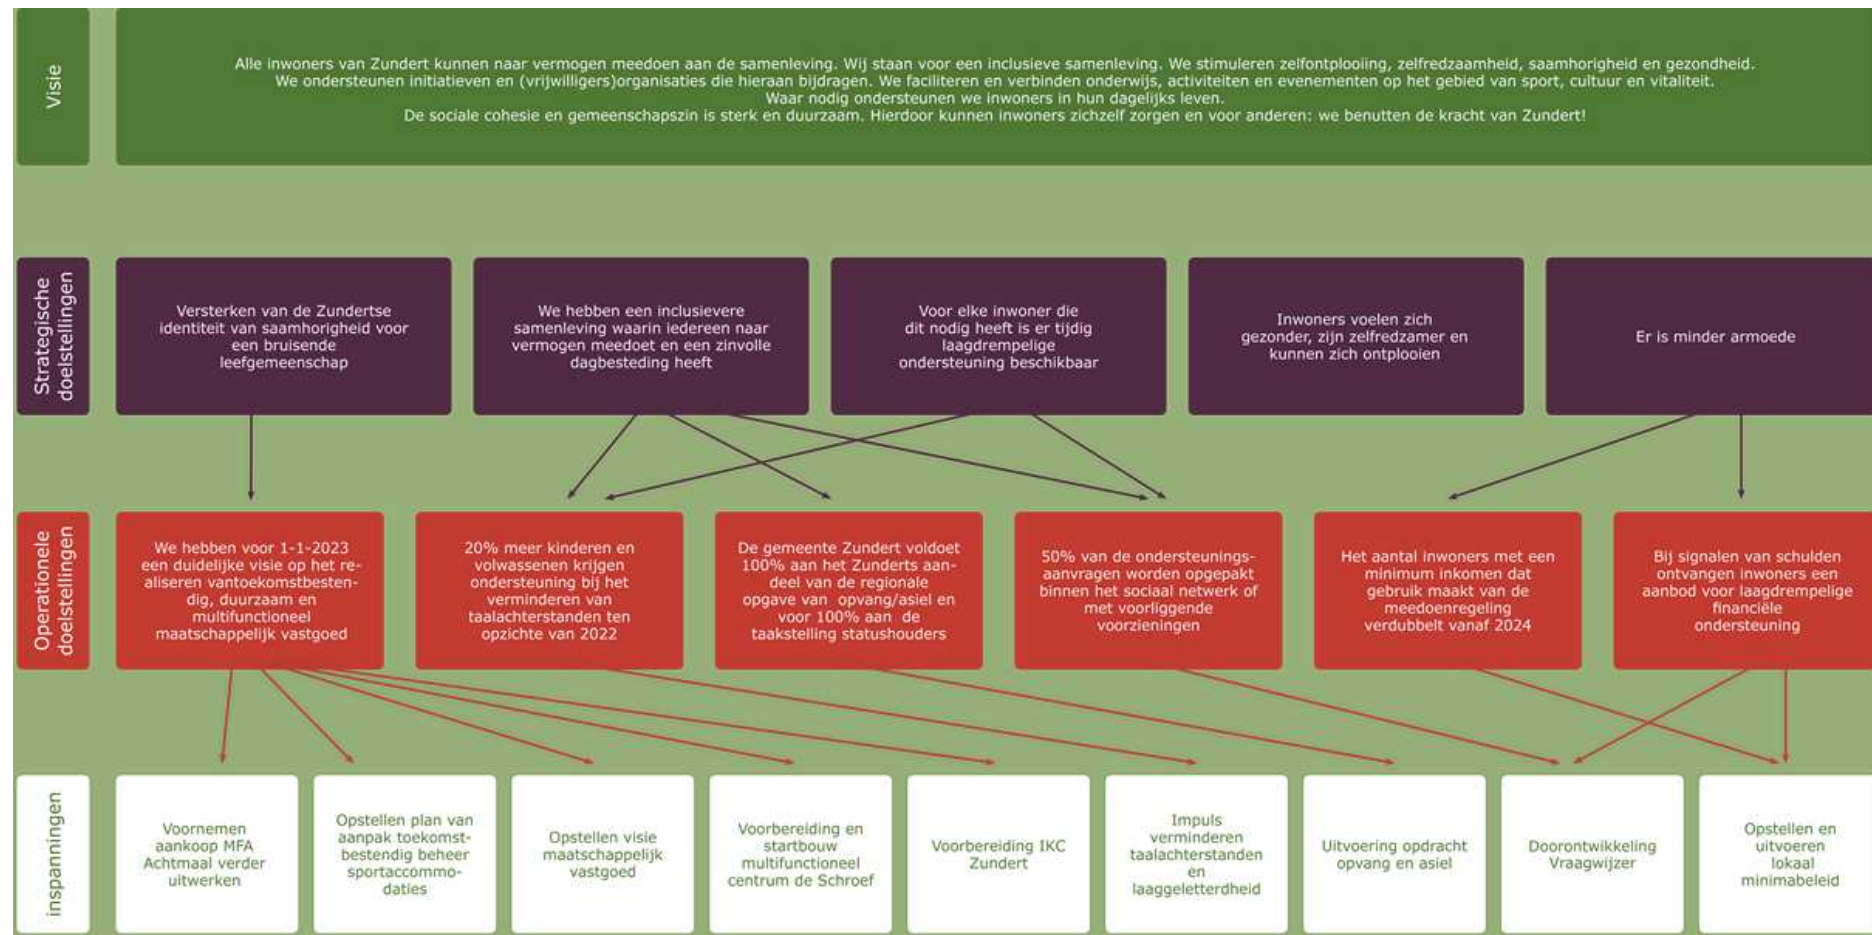 Visie
Alle inwoners van Zundert kunnen naar vermogen meedoen aan de samenleving. Wij staan voor een inclusieve samenleving. We stimuleren zelfontplooiing, zelfredzaamheid, saamhorigheid en gezondheid.
We ondersteunen initiatieven en (vrijwilligers)organisaties die hieraan bijdragen. We faciliteren en verbinden onderwijs, activiteiten en evenementen op het gebied van sport, cultuur en vitaliteit.
Waar nodig ondersteunen we inwoners in hun dagelijks leven.
De sociale cohesie en gemeenschapszin is sterk en duurzaam. Hierdoor kunnen inwoners zichzelf zorgen en voor anderen: we benutten de kracht van Zundert!
Strategische
doelstellingen
Versterken van de Zundertse
identiteit van saamhorigheid voor
een bruisende
leefgemeenschap
We hebben een inclusievere
samenleving waarin iedereen naar
vermogen meedoet en een zinvolle
dagbesteding heeft
Voor elke inwoner die
dit nodig heeft is er tijdig
laagdrempelige
ondersteuning beschikbaar
Inwoners voelen zich
gezonder, zijn zelfredzamer en
kunnen zich ontplooien
Er is minder armoede
Operationele
doelstellingen
We hebben voor 1-1-2023
een duidelijke visie op het re-
aliseren vantoekomstbesten-
dig, duurzaam en
multifunctioneel
maatschappelijk vastgoed
20% meer kinderen en
volwassenen krijgen
ondersteuning bij het
verminderen van
taalachterstanden ten
opzichte van 2022
De gemeente Zundert voldoet
100% aan het Zunderts aan-
deel van de regionale
opgave van opvang/asiel en
voor 100% aan de
taakstelling statushouders
50% van de ondersteunings-
aanvragen worden opgepakt
binnen het sociaal netwerk of
met voorliggende
voorzieningen
Het aantal inwoners met een
minimum inkomen dat
gebruik maakt van de
meedoenregeling
verdubbelt vanaf 2024
Bij signalen van schulden
ontvangen inwoners een
aanbod voor laagdrempelige
financiële
ondersteuning
inspanningen
Voornemen
aankoop MFA
Achtmaal verder
uitwerken
Opstellen plan van
aanpak toekomst-
bestendig beheer
sportaccommo-
daties
Opstellen visie
maatschappelijk
vastgoed
Voorbereiding en
startbouw
multifunctioneel
centrum de Schroef
Voorbereiding IKC
Zundert
Impuls
verminderen
taalachterstanden
en
laaggeletterdheid
Uitvoering opdracht
opvang en asiel
Doorontwikkeling
Vraagwijzer
Opstellen en
uitvoeren
lokaal
minimabeleid